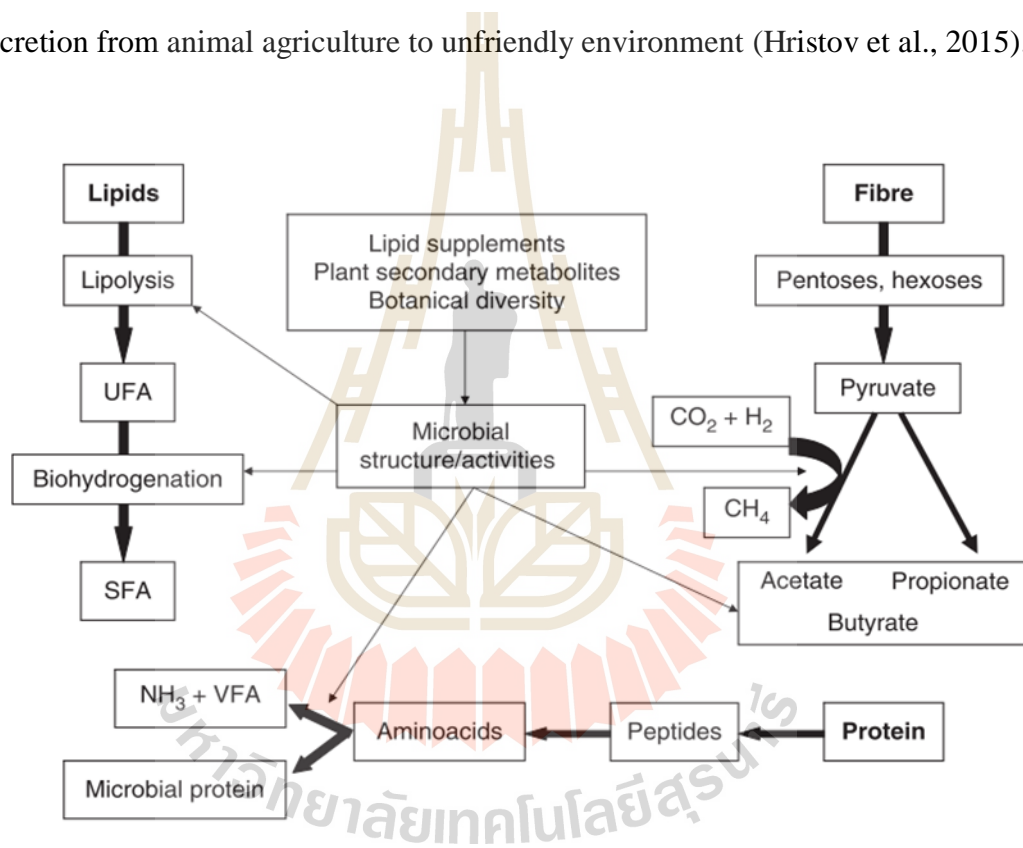 cretion from animal agriculture to unfriendly environment (Hristov et al., 2015)
Lipids
Fibre
Lipid supplements
Plant secondary metabolites
Botanical diversity
Lipolysis
Pentoses, hexoses
UFA
Pyruvate
CO₂ + H₂
Microbial
structure/activities
Biohydrogenation
CH₄
SFA
Acetate Propionate
Butyrate
NH₃ + VFA
Aminoacids
Peptides
Protein
Microbial protein
มหาวิทยาลัยเทคโนโลยีสุรนารี